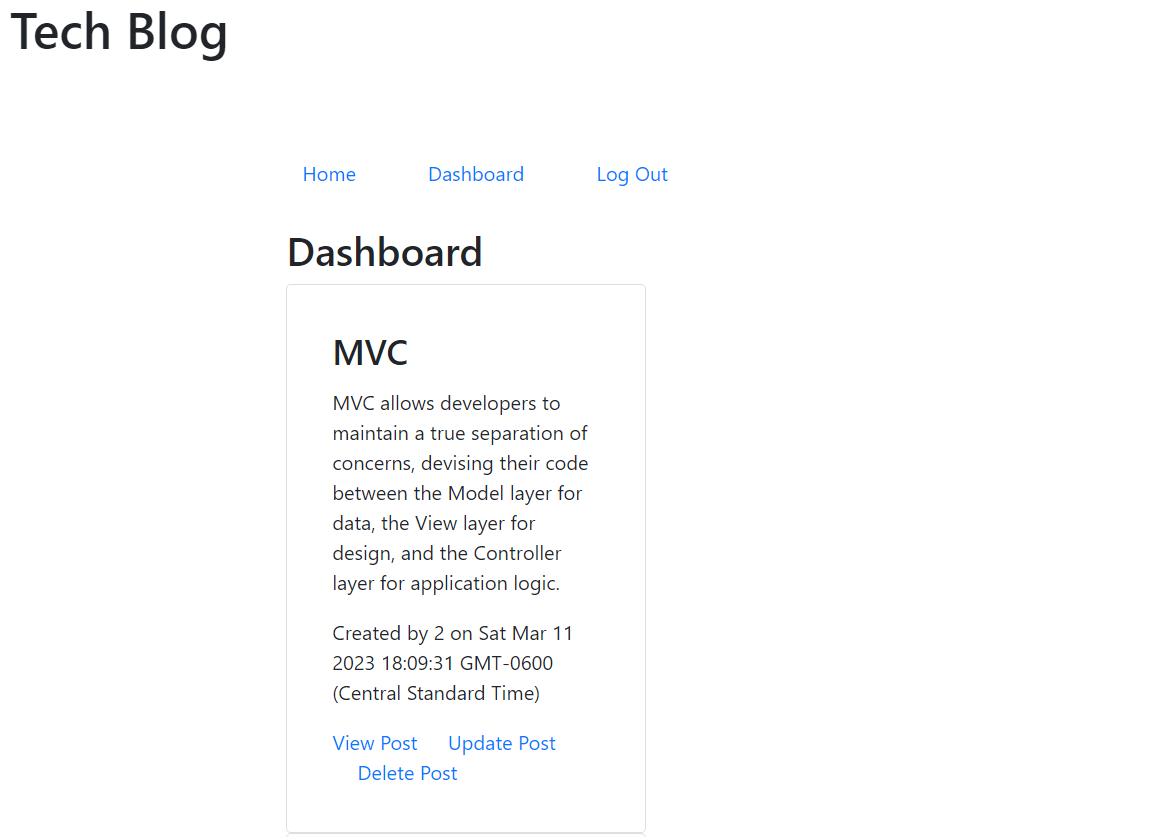 Tech Blog
Home Dashboard Log Out
Dashboard
MVC
MVC allows developers to
maintain a true separation of
concerns, devising their code
between the Model layer for
data, the View layer for
design, and the Controller
layer for application logic.
Created by 2 on Sat Mar 11
2023 18:09:31 GMT-0600
(Central Standard Time)
View Post Update Post
Delete Post